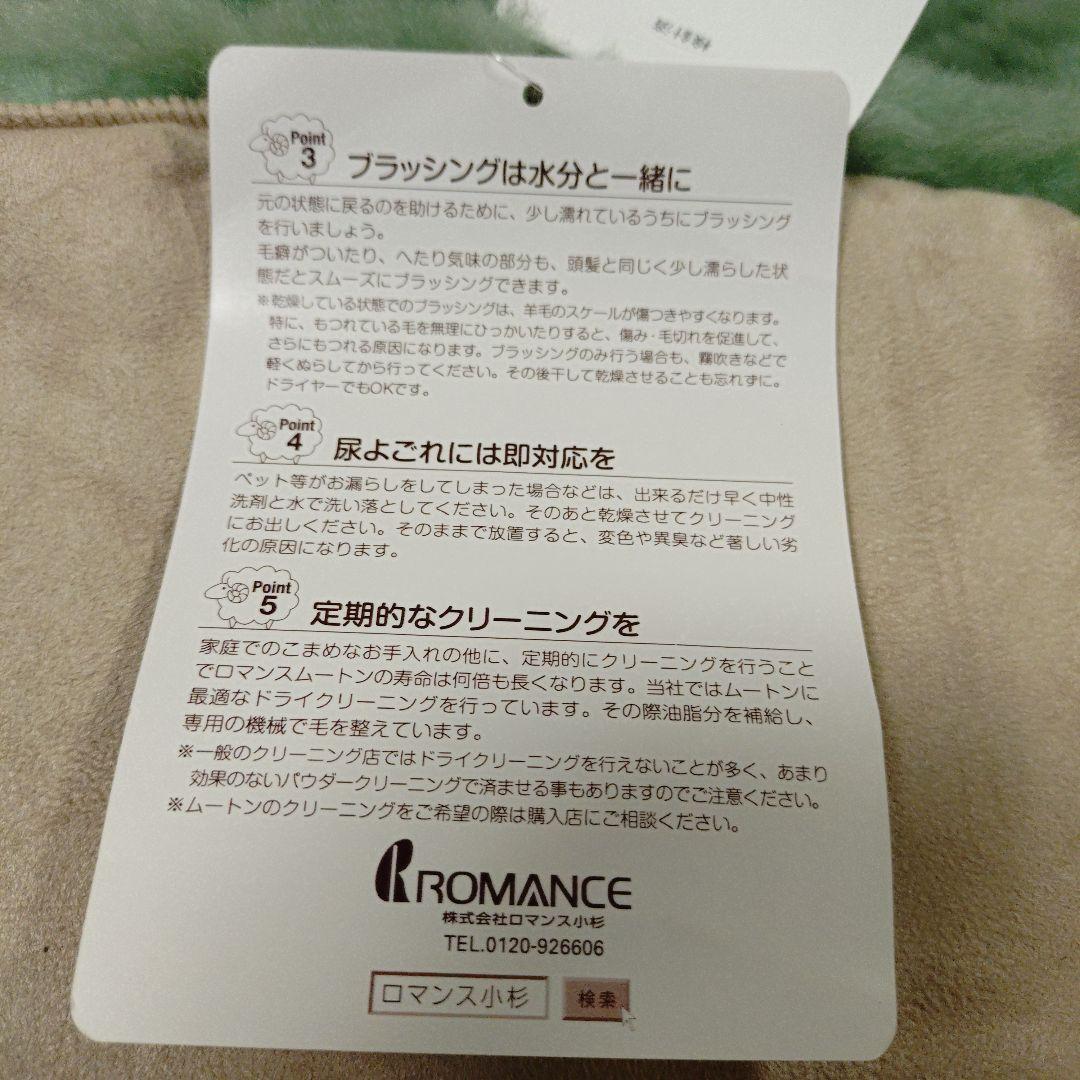 検針済
Point
3
ブラッシングは水分と一緒に
元の状態に戻るのを助けるために、少し濡れているうちにブラッシング
を行いましょう。
毛癖がついたり、へたり気味の部分も、頭髪と同じく少し濡らした状
態だとスムーズにブラッシングできます。
※乾燥している状態でのブラッシングは、羊毛のスケールが傷つきやすくなります。
特に、もつれている毛を無理にひっかいたりすると、傷み・毛切れを促進して、
さらにもつれる原因になります。ブラッシングのみ行う場合も、霧吹きなどで
軽くぬらしてから行ってください。その後干して乾燥させることも忘れずに。
ドライヤーでもOKです。
Point
4
尿よごれには即対応を
ペット等がお漏らしをしてしまった場合などは、出来るだけ早く中性
洗剤と水で洗い落としてください。そのあと乾燥させてクリーニング
にお出しください。そのままで放置すると、変色や異臭など著しい劣
化の原因になります。
Point
5
定期的なクリーニングを
家庭でのこまめなお手入れの他に、定期的にクリーニングを行うこと
でロマンスムートンの寿命は何倍も長くなります。当社ではムートンに
最適なドライクリーニングを行っています。その際油脂分を補給し、
専用の機械で毛を整えています。
※一般のクリーニング店ではドライクリーニングを行えないことが多く、あまり
効果のないパウダークリーニングで済ませる事もありますのでご注意ください。
※ムートンのクリーニングをご希望の際は購入店にご相談ください。
ROMANCE
株式会社ロマンス小杉
TEL.0120-926606
ロマンス小杉 検索